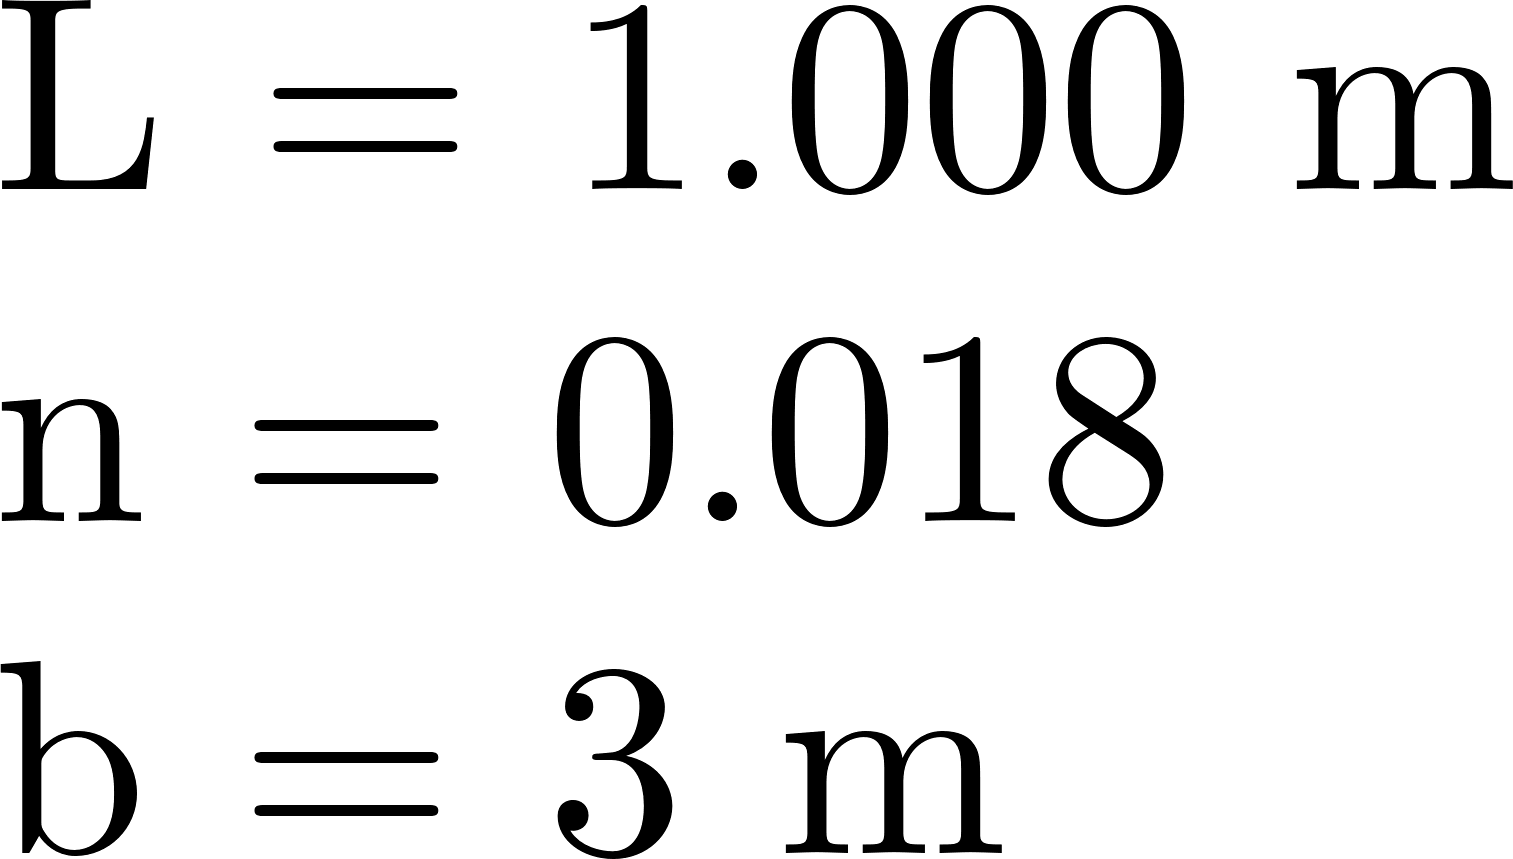 L = 1.000 m
n = 0.018
b = 3 m